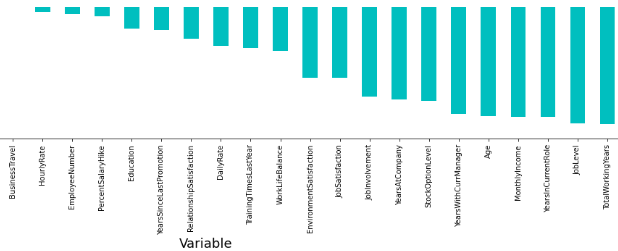 BusinessTravel
HourlyRate
EmployeeNumber
PercentSalaryHike
Education
YearsSinceLastPromotion
RelationshipSatisfaction
DailyRate
TrainingTimesLastYear
WorkLifeBalance
EnvironmentSatisfaction
JobSatisfaction
JobInvolvement
YearsAtCompany
StockOptionLevel
YearsWithCurrManager
Age
MonthlyIncome
YearsInCurrentRole
JobLevel
TotalWorkingYears
Variable